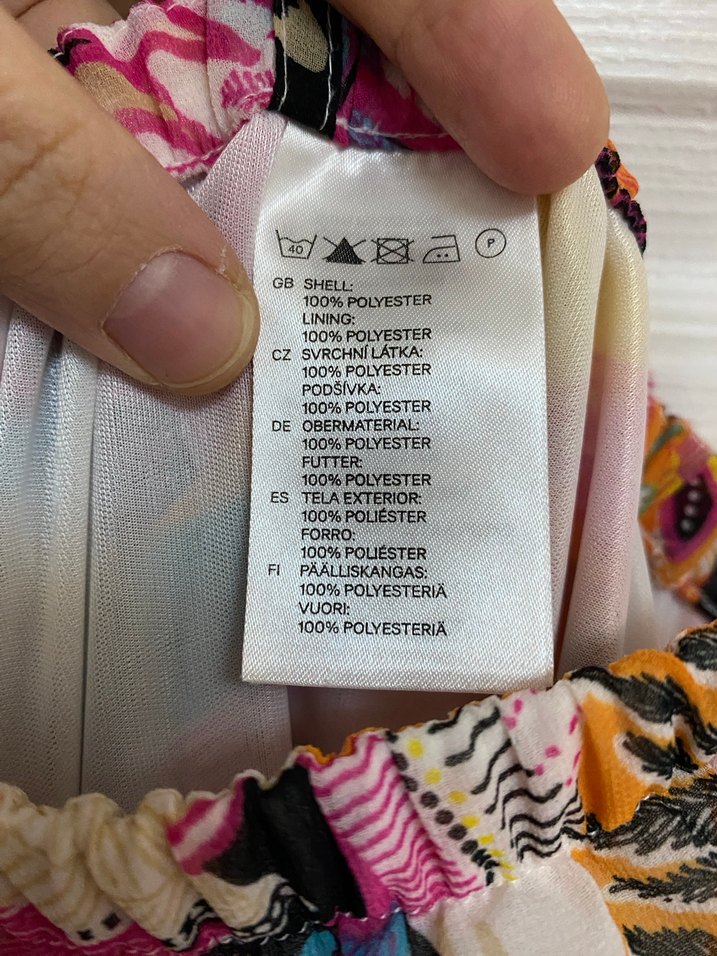 40 P
GB SHELL:
100% POLYESTER
LINING:
100% POLYESTER
CZ SVRCHNÍ LÁTKA:
100% POLYESTER
PODŠÍVKA:
100% POLYESTER
DE OBERMATERIAL:
100% POLYESTER
FUTTER:
100% POLYESTER
ES TELA EXTERIOR:
100% POLIÉSTER
FORRO:
100% POLIÉSTER
FI PÄÄLLISKANGAS:
100% POLYESTERIÄ
VUORI:
100% POLYESTERIÄ